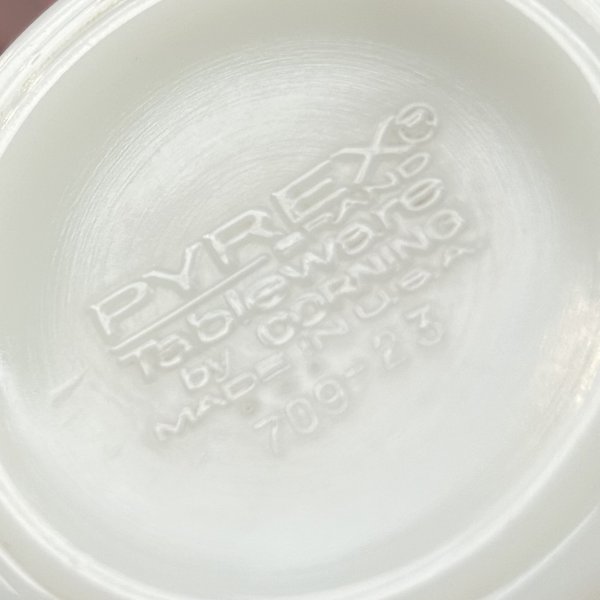 PYREX®
BRAND
Tableware
by CORNING
MADE IN U.S.A.
709-23